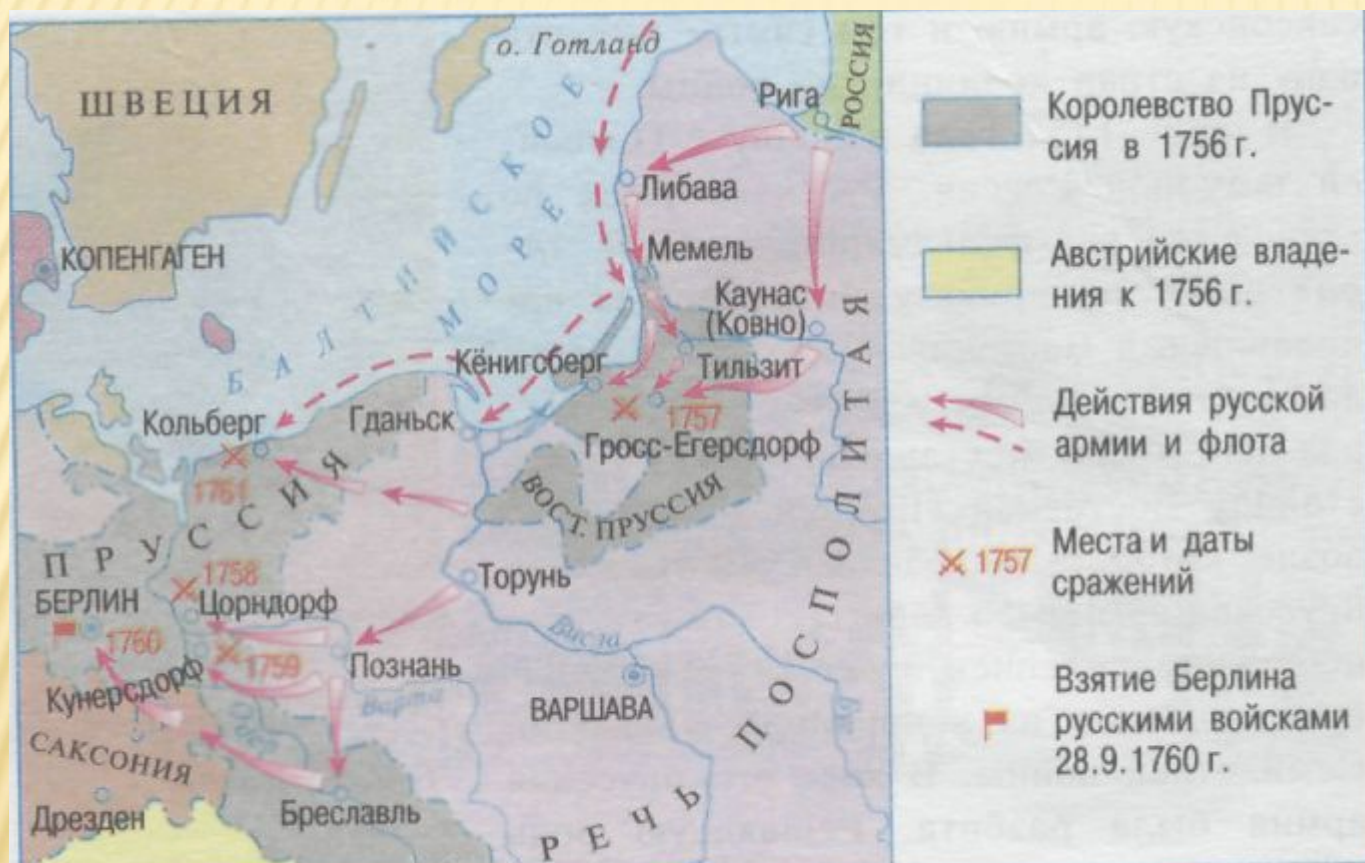 о. Готланд
ШВЕЦИЯ
РОССИЯ
Рига
Либава
БАЛТИЙСКОЕ
МОРЕ
КОПЕНГАГЕН
Мемель
Каунас
(Ковно)
Кёнигсберг
Тильзит
Кольберг
Гданьск
1757
Гросс-Егерсдорф
1761
ВОСТ. ПРУССИЯ
ПРУССИЯ
1758
Цорндорф
Торунь
БЕРЛИН
1760
1759
Познань
Кунерсдорф
Висла
Варта
Одер
ВАРШАВА
САКСОНИЯ
Дрезден
Бреславль
РЕЧЬ ПОСПОЛИТАЯ
Королевство Прус-
сия в 1756 г.
Австрийские владе-
ния к 1756 г.
Действия русской
армии и флота
1757
Места и даты
сражений
Взятие Берлина
русскими войсками
28.9.1760 г.